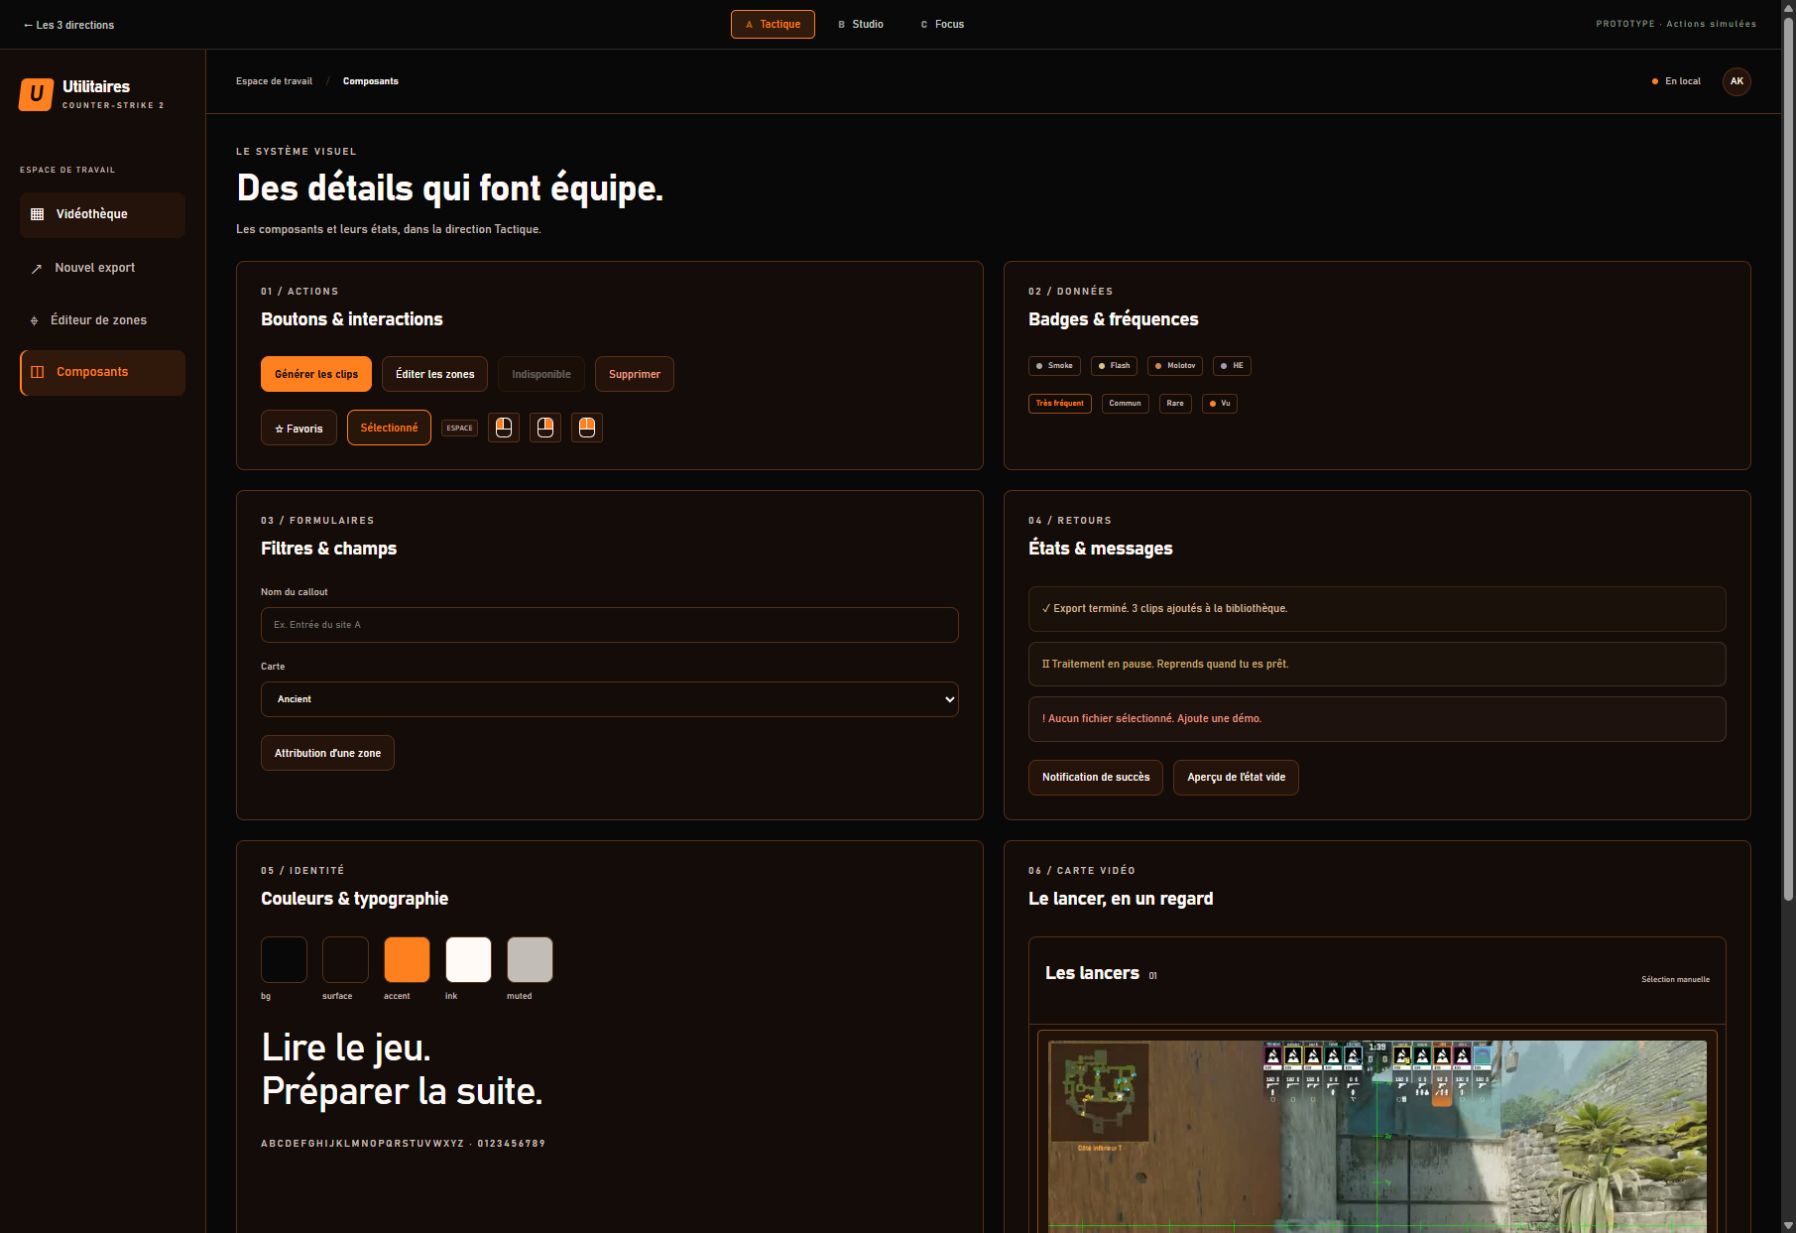 ← Les 3 directions
A Tactique
B Studio
C Focus
PROTOTYPE · Actions simulées
U
Utilitaires
COUNTER-STRIKE 2
ESPACE DE TRAVAIL
Vidéothèque
Nouvel export
Éditeur de zones
Composants
Espace de travail / Composants
En local
AK
LE SYSTÈME VISUEL
Des détails qui font équipe.
Les composants et leurs états, dans la direction Tactique.
01 / ACTIONS
Boutons & interactions
Générer les clips
Éditer les zones
Indisponible
Supprimer
☆ Favoris
Sélectionné
ESPACE
02 / DONNÉES
Badges & fréquences
Smoke
Flash
Molotov
HE
Très fréquent
Commun
Rare
Vu
03 / FORMULAIRES
Filtres & champs
Nom du callout
Ex. Entrée du site A
Carte
Ancient
Attribution d'une zone
04 / RETOURS
États & messages
✓ Export terminé. 3 clips ajoutés à la bibliothèque.
II Traitement en pause. Reprends quand tu es prêt.
! Aucun fichier sélectionné. Ajoute une démo.
Notification de succès
Aperçu de l'état vide
05 / IDENTITÉ
Couleurs & typographie
bg
surface
accent
ink
muted
Lire le jeu.
Préparer la suite.
ABCDEFGHIJKLMNOPQRSTUVWXYZ · 0123456789
06 / CARTE VIDÉO
Le lancer, en un regard
Les lancers 01
Sélection manuelle
1:39
Côté inférieur T